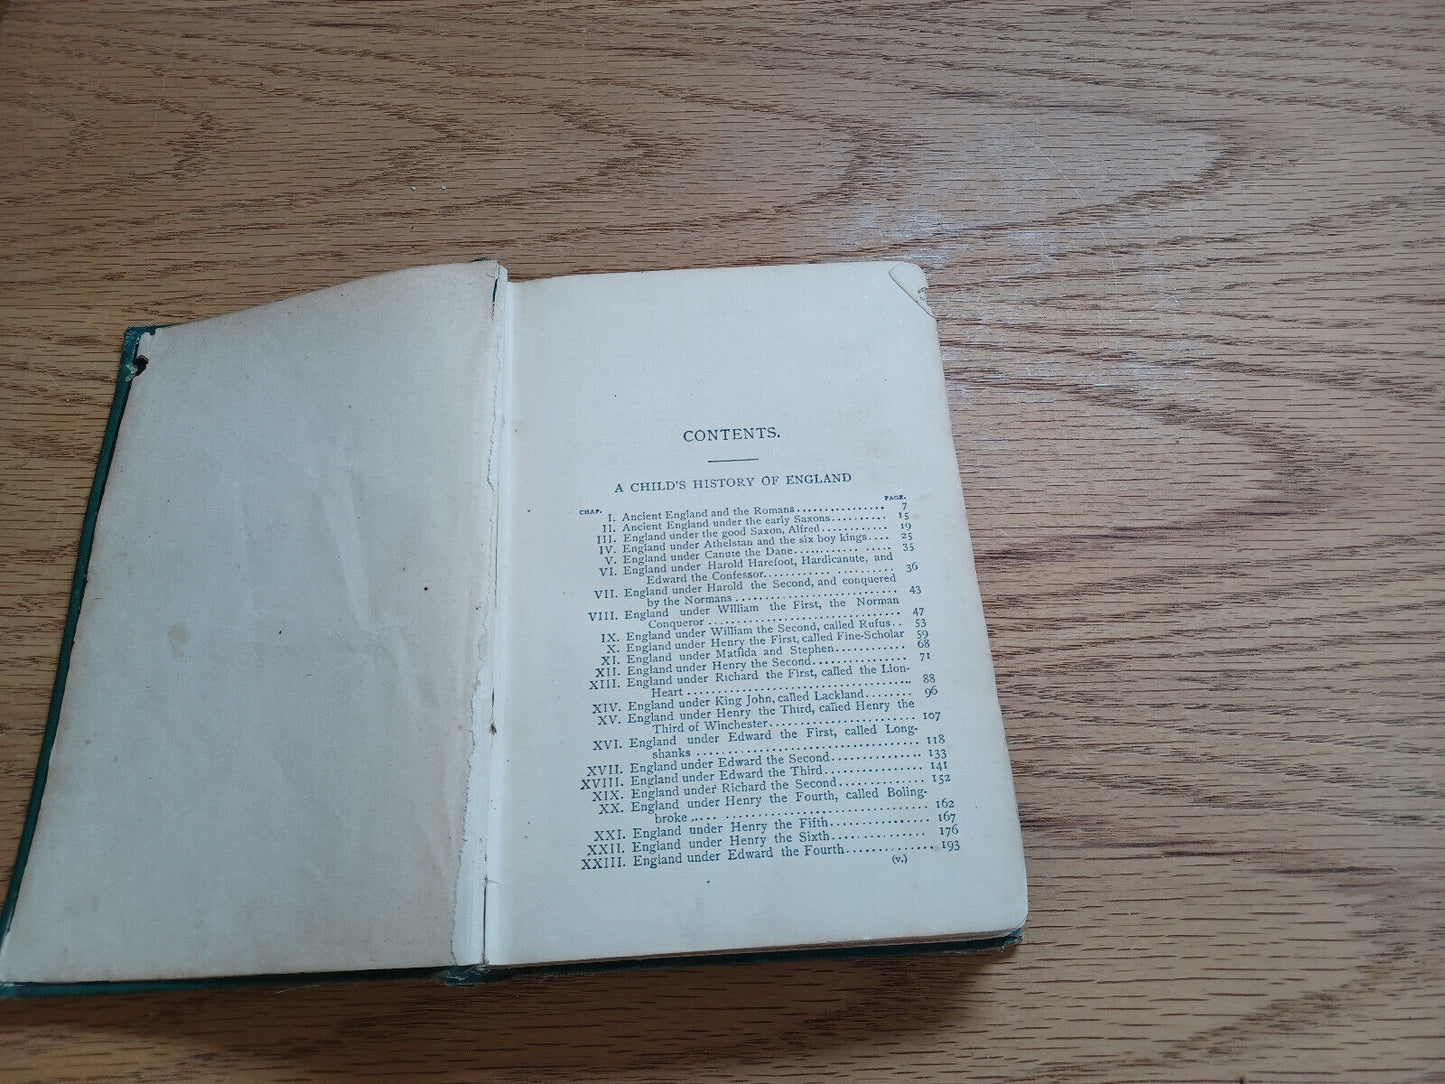 CONTENTS.
A CHILD'S HISTORY OF ENGLAND
CHAP. PAGE.
I. Ancient England and the Romans................ 7
II. Ancient England under the early Saxons.......... 15
III. England under the good Saxon, Alfred............ 19
IV. England under Athelstan and the six boy kings.... 25
V. England under Canute the Dane................. 35
VI. England under Harold Harefoot, Hardicanute, and
Edward the Confessor....................... 36
VII. England under Harold the Second, and conquered
by the Normans............................ 43
VIII. England under William the First, the Norman
Conqueror................................ 47
IX. England under William the Second, called Rufus.. 53
X. England under Henry the First, called Fine-Scholar 59
XI. England under Matilda and Stephen........... 68
XII. England under Henry the Second............... 71
XIII. England under Richard the First, called the Lion-
Heart.................................... 88
XIV. England under King John, called Lackland........ 96
XV. England under Henry the Third, called Henry the
Third of Winchester........................ 107
XVI. England under Edward the First, called Long-
shanks................................... 118
XVII. England under Edward the Second............... 133
XVIII. England under Edward the Third................ 141
XIX. England under Richard the Second.............. 152
XX. England under Henry the Fourth, called Boling-
broke.................................... 162
XXI. England under Henry the Fifth................. 167
XXII. England under Henry the Sixth................ 176
XXIII. England under Edward the Fourth.............. 193
(v.)